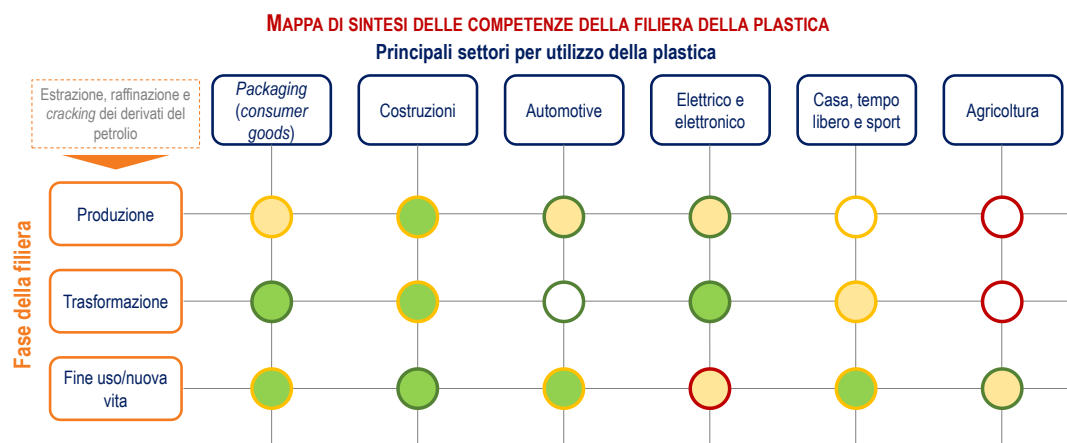 MAPPA DI SINTESI DELLE COMPETENZE DELLA FILIERA DELLA PLASTICA
Principali settori per utilizzo della plastica
Estrazione, raffinazione e
cracking dei derivati del
petrolio
Packaging
(consumer
goods)
Costruzioni
Automotive
Elettrico e
elettronico
Casa, tempo
libero e sport
Agricoltura
Fase della filiera
Produzione
Trasformazione
Fine uso/nuova
vita